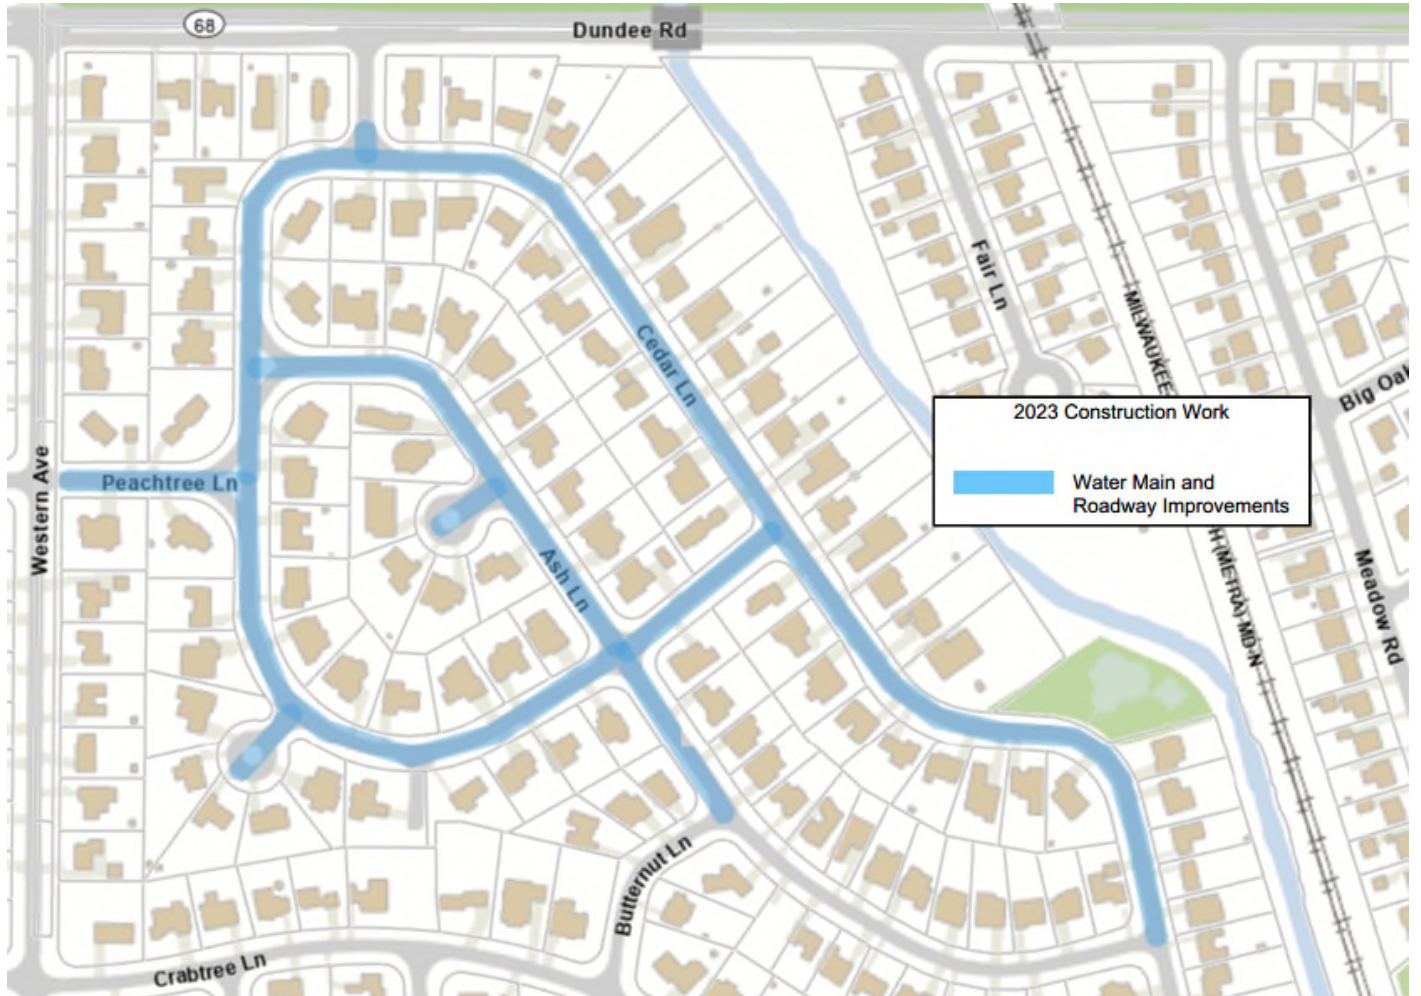 68
Dundee Rd
Fair Ln
MILWAUKEE
Cedar Ln
Big Oak
2023 Construction Work
Water Main and
Roadway Improvements
Peachtree Ln
Western Ave
Ash Ln
H (METRA) MD-N
Meadow Rd
Butternut Ln
Crabtree Ln